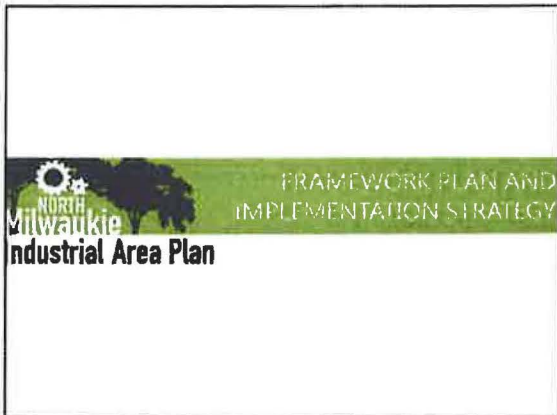 NORTH
Milwaukie
Industrial Area Plan
FRAMEWORK PLAN AND
IMPLEMENTATION STRATEGY